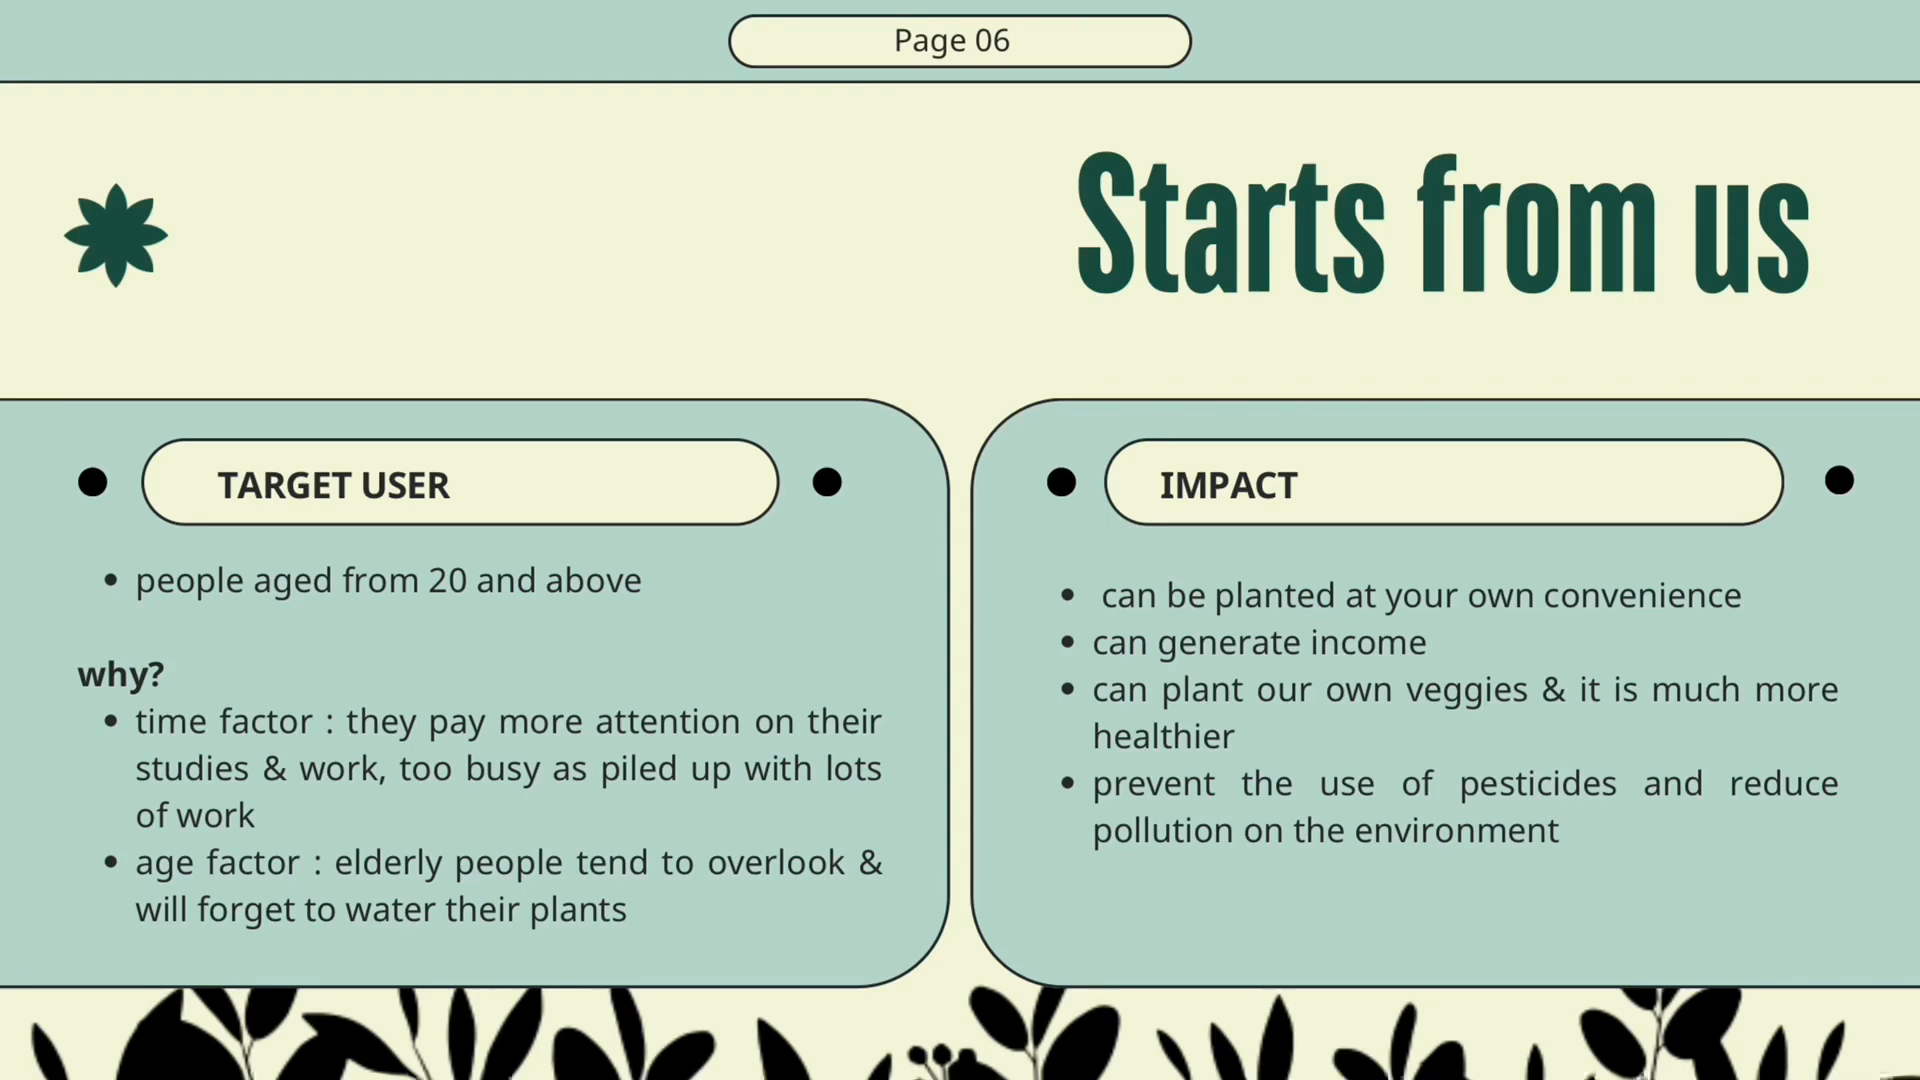 Page 06
Starts from us
TARGET USER
• people aged from 20 and above
why?
• time factor : they pay more attention on their
studies & work, too busy as piled up with lots
of work
• age factor : elderly people tend to overlook &
will forget to water their plants
IMPACT
• can be planted at your own convenience
• can generate income
• can plant our own veggies & it is much more
healthier
• prevent the use of pesticides and reduce
pollution on the environment